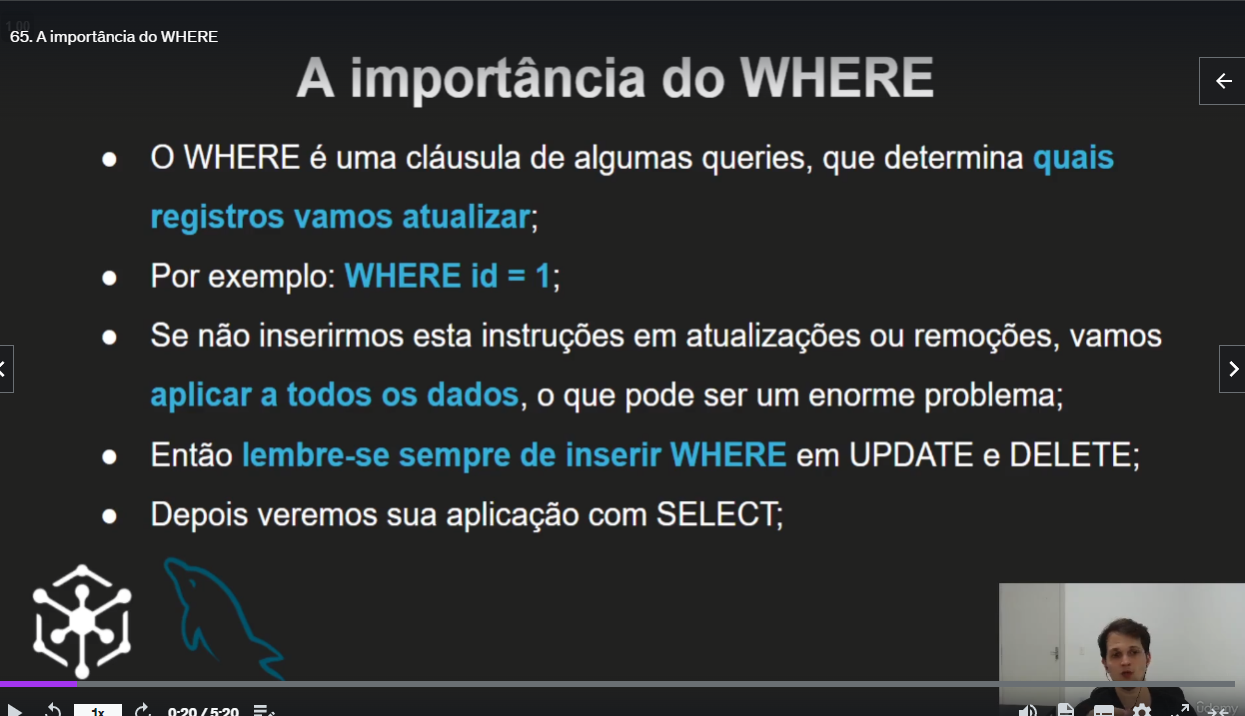 1.00
65. A importância do WHERE
A importância do WHERE
● O WHERE é uma cláusula de algumas queries, que determina quais
registros vamos atualizar;
● Por exemplo: WHERE id = 1;
● Se não inserirmos esta instruções em atualizações ou remoções, vamos
aplicar a todos os dados, o que pode ser um enorme problema;
● Então lembre-se sempre de inserir WHERE em UPDATE e DELETE;
● Depois veremos sua aplicação com SELECT;
1x
0:20 / 5:20
Udemy